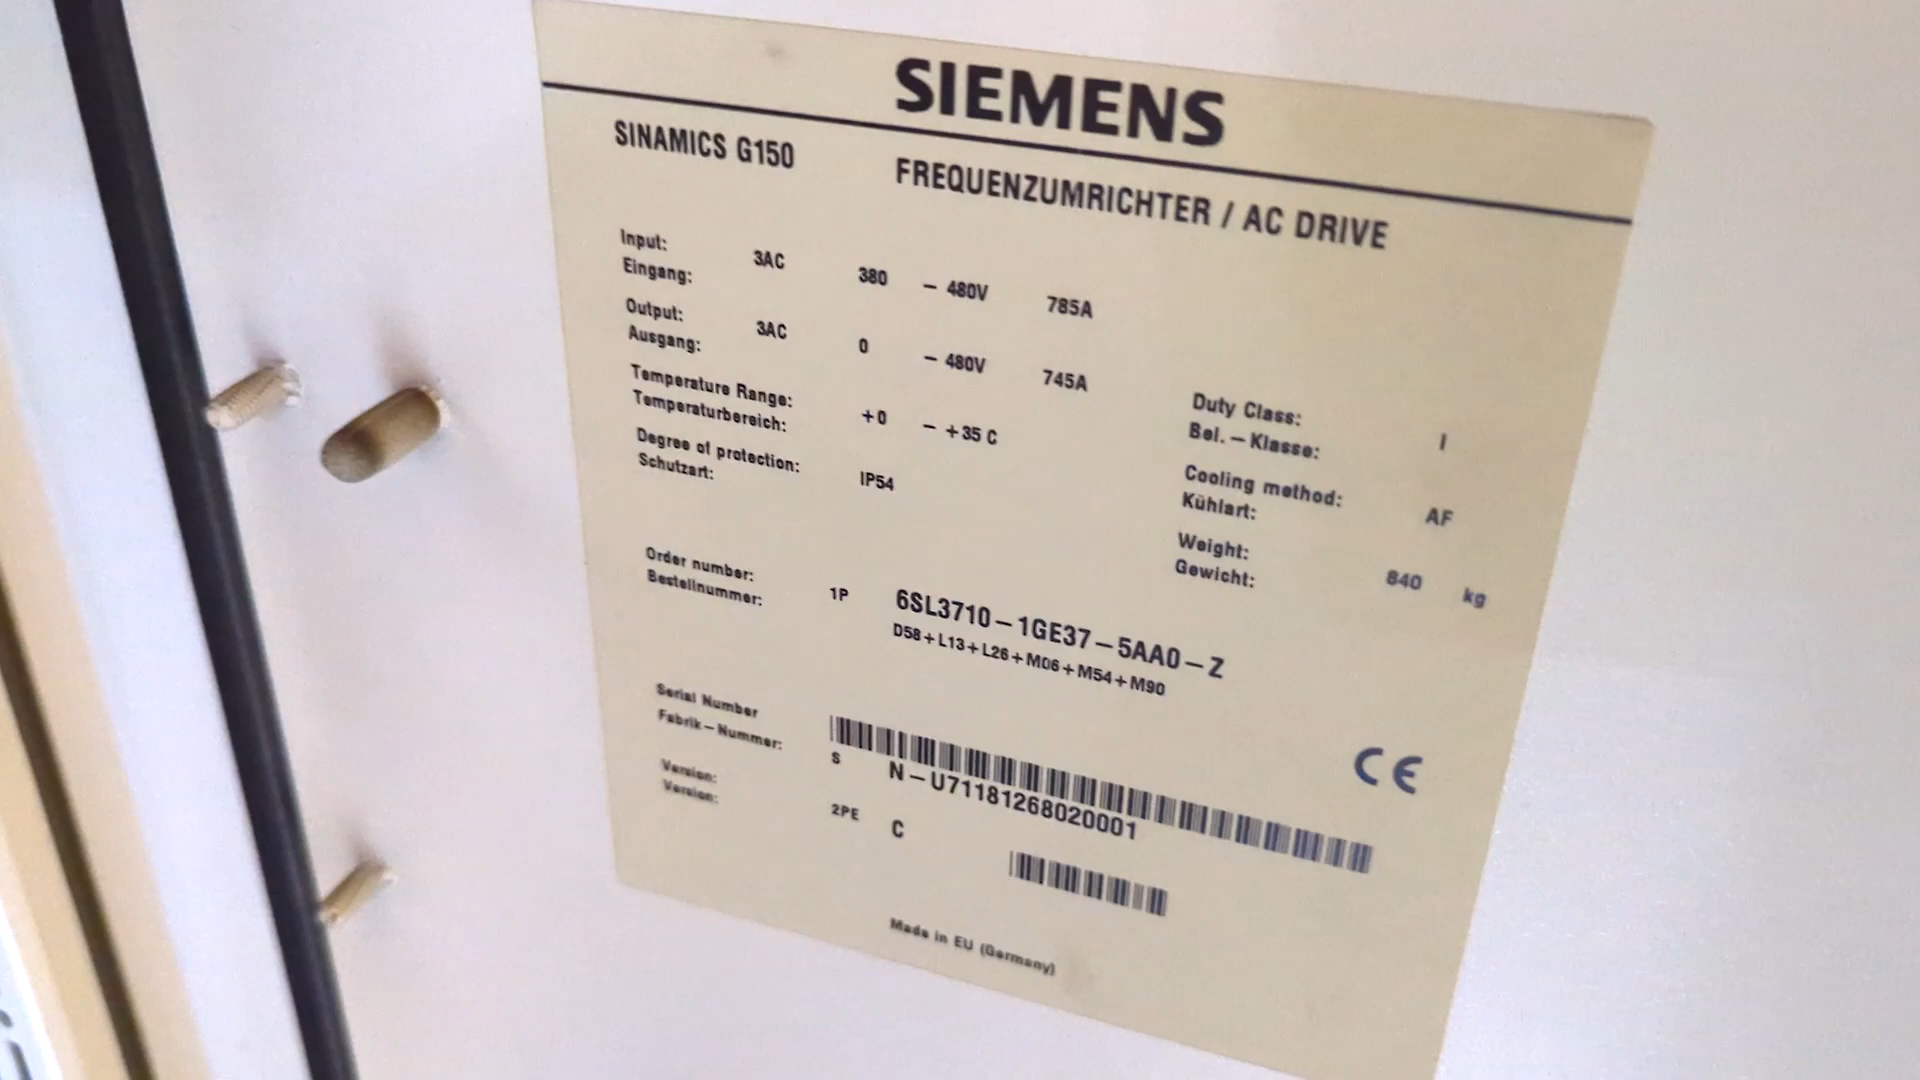 SIEMENS
SINAMICS G150
FREQUENZUMRICHTER / AC DRIVE
Input:
Eingang: 3AC 380 – 480V 785A
Output:
Ausgang: 3AC 0 – 480V 745A
Temperature Range:
Temperaturbereich: +0 – +35 C
Degree of protection:
Schutzart: IP54
Duty Class:
Bel.–Klasse: I
Cooling method:
Kühlart: AF
Weight:
Gewicht: 840 kg
Order number:
Bestellnummer: 1P 6SL3710–1GE37–5AA0–Z
D58+L13+L26+M06+M54+M90
Serial Number
Fabrik–Nummer:
S N–U71181268020001
CE
Version:
Version: 2PE C
Made in EU (Germany)